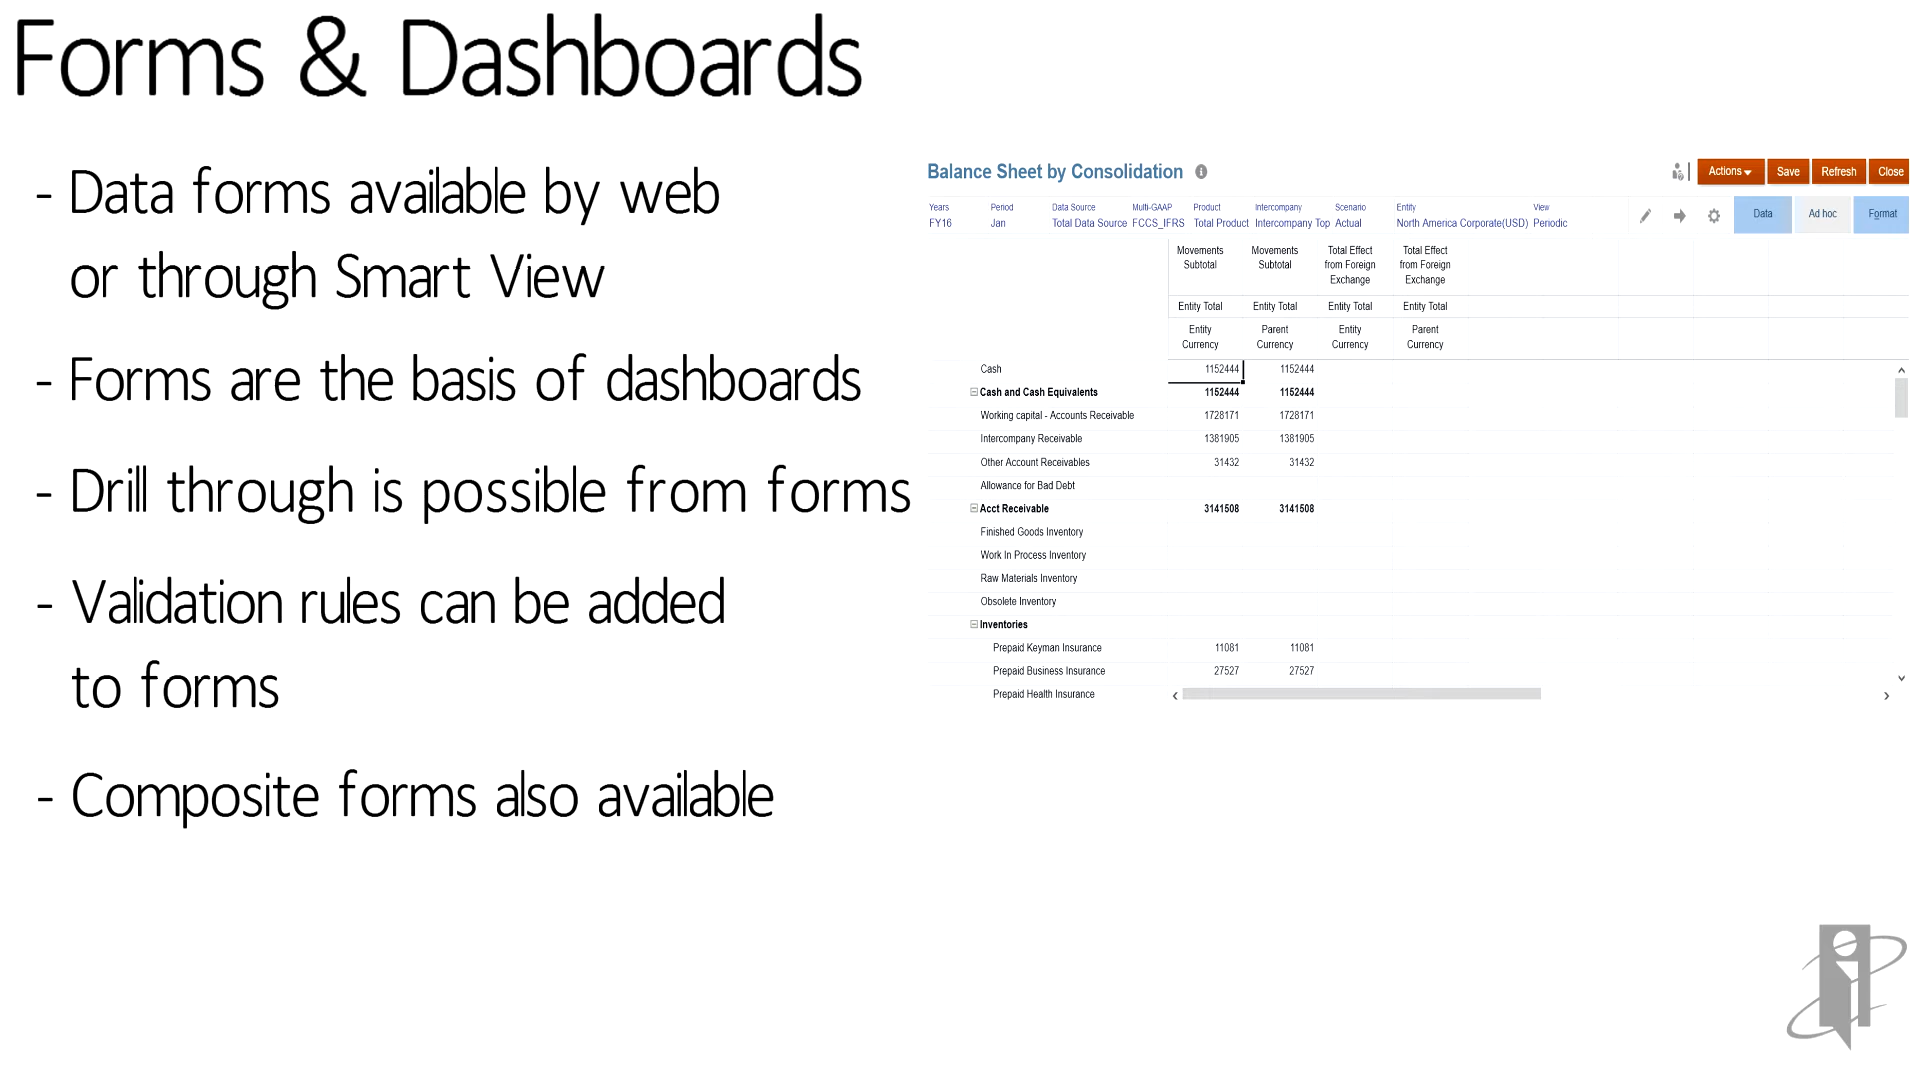 Forms & Dashboards
- Data forms available by web
or through Smart View
- Forms are the basis of dashboards
- Drill through is possible from forms
- Validation rules can be added
to forms
- Composite forms also available
Balance Sheet by Consolidation
Actions Save Refresh Close
Years Period Data Source Multi-GAAP Product Intercompany Scenario Entity View
FY16 Jan Total Data Source FCCS_IFRS Total Product Intercompany Top Actual North America Corporate(USD) Periodic
Data Ad hoc Format
Movements Movements Total Effect Total Effect
Subtotal Subtotal from Foreign from Foreign
Exchange Exchange
Entity Total Entity Total Entity Total Entity Total
Entity Parent Entity Parent
Currency Currency Currency Currency
Cash 1152444 1152444
Cash and Cash Equivalents 1152444 1152444
Working capital - Accounts Receivable 1728171 1728171
Intercompany Receivable 1381905 1381905
Other Account Receivables 31432 31432
Allowance for Bad Debt
Acct Receivable 3141508 3141508
Finished Goods Inventory
Work In Process Inventory
Raw Materials Inventory
Obsolete Inventory
Inventories
Prepaid Keyman Insurance 11081 11081
Prepaid Business Insurance 27527 27527
Prepaid Health Insurance